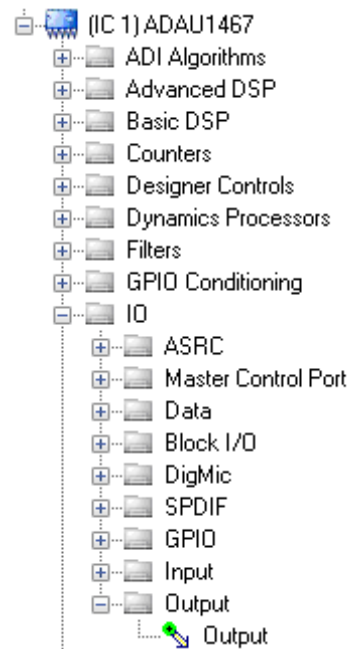 (IC 1) ADAU1467
ADI Algorithms
Advanced DSP
Basic DSP
Counters
Designer Controls
Dynamics Processors
Filters
GPIO Conditioning
IO
ASRC
Master Control Port
Data
Block I/O
DigMic
SPDIF
GPIO
Input
Output
Output